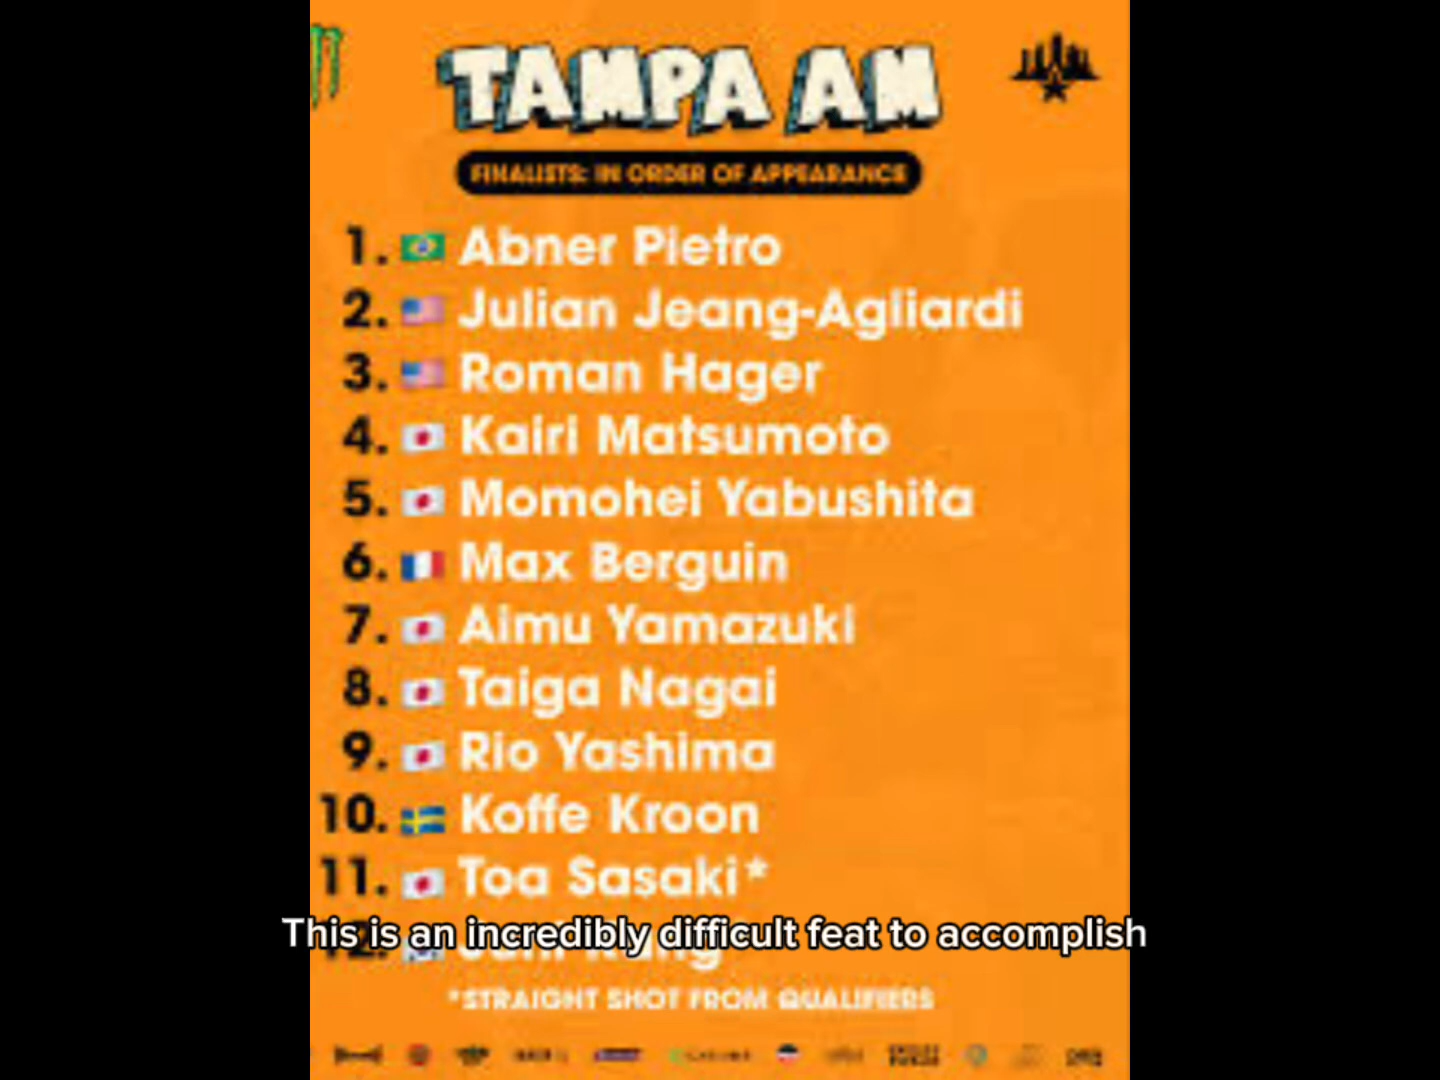 TAMPA AM
FINALISTS: IN ORDER OF APPEARANCE
1. Abner Pietro
2. Julian Jeang-Agliardi
3. Roman Hager
4. Kairi Matsumoto
5. Momohei Yabushita
6. Max Berguin
7. Aimu Yamazuki
8. Taiga Nagai
9. Rio Yashima
10. Koffe Kroon
11. Toa Sasaki*
12.
This is an incredibly difficult feat to accomplish
*STRAIGHT SHOT FROM QUALIFIERS